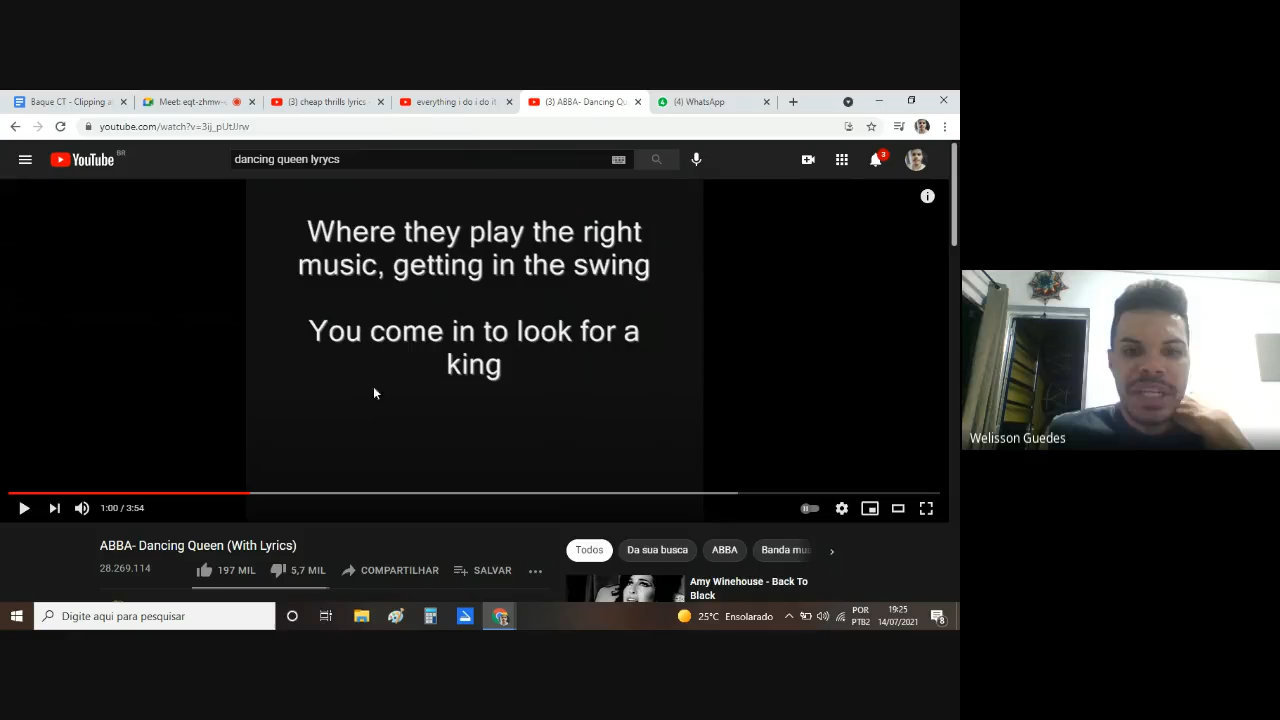 Baque CT - Clipping a
Meet: eqt-zhmw-
(3) cheap thrills lyrics -
everything i do i do it
(3) ABBA- Dancing Qu
(4) WhatsApp
youtube.com/watch?v=3ij_pUtJJrw
YouTube BR
dancing queen lyrycs
3
Where they play the right
music, getting in the swing
You come in to look for a
king
Welisson Guedes
1:00 / 3:54
ABBA- Dancing Queen (With Lyrics)
28.269.114
197 MIL
5,7 MIL
COMPARTILHAR
SALVAR
Todos
Da sua busca
ABBA
Banda mu
Amy Winehouse - Back To
Black
Digite aqui para pesquisar
25°C Ensolarado
POR
PTB2
19:25
14/07/2021
8